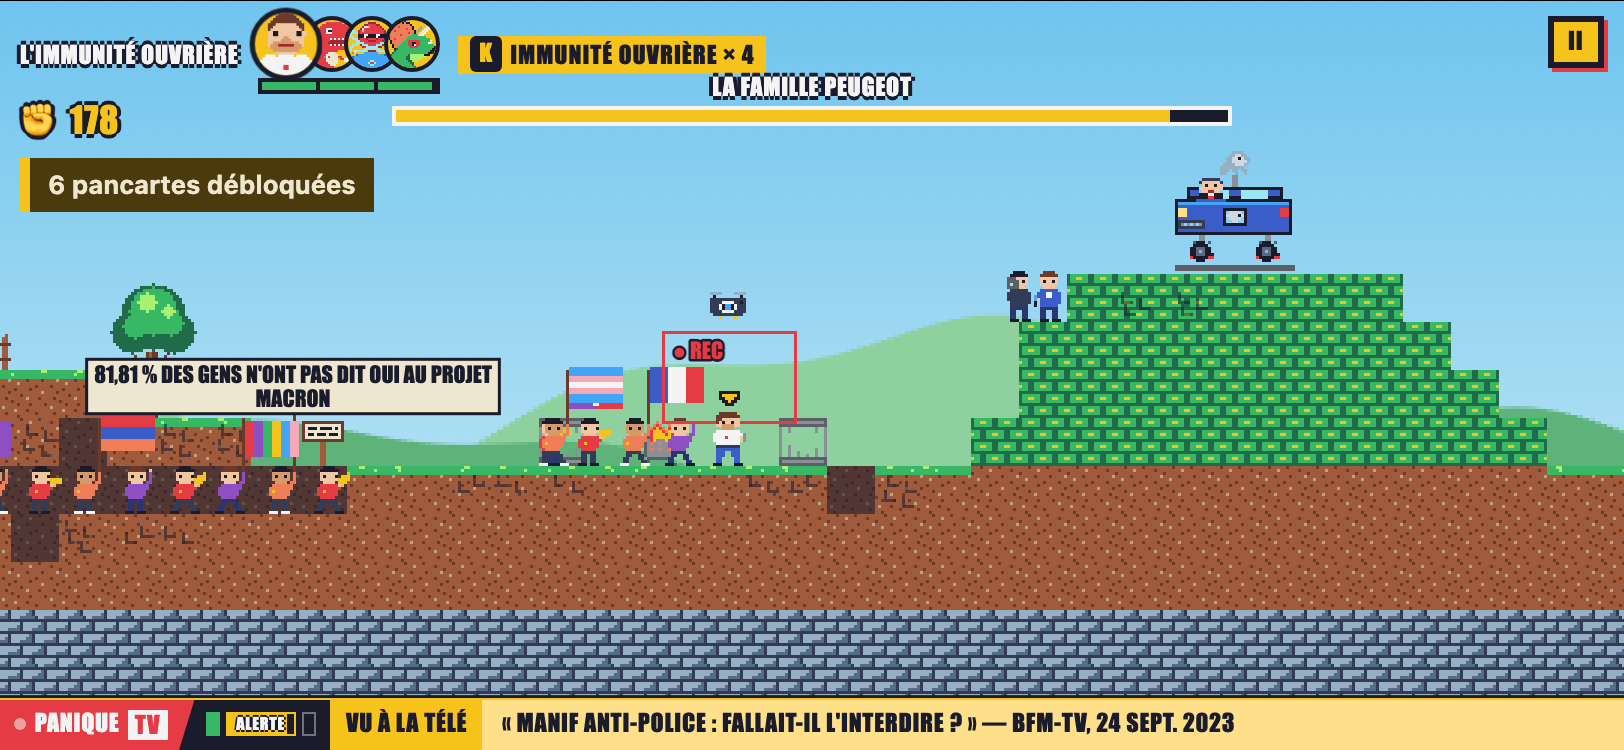 L'IMMUNITÉ OUVRIÈRE
K IMMUNITÉ OUVRIÈRE × 4
LA FAMILLE PEUGEOT
178
6 pancartes débloquées
REC
81,81 % DES GENS N'ONT PAS DIT OUI AU PROJET
MACRON
PANIQUE TV
ALERTE
VU À LA TÉLÉ
« MANIF ANTI-POLICE : FALLAIT-IL L'INTERDIRE ? » — BFM-TV, 24 SEPT. 2023